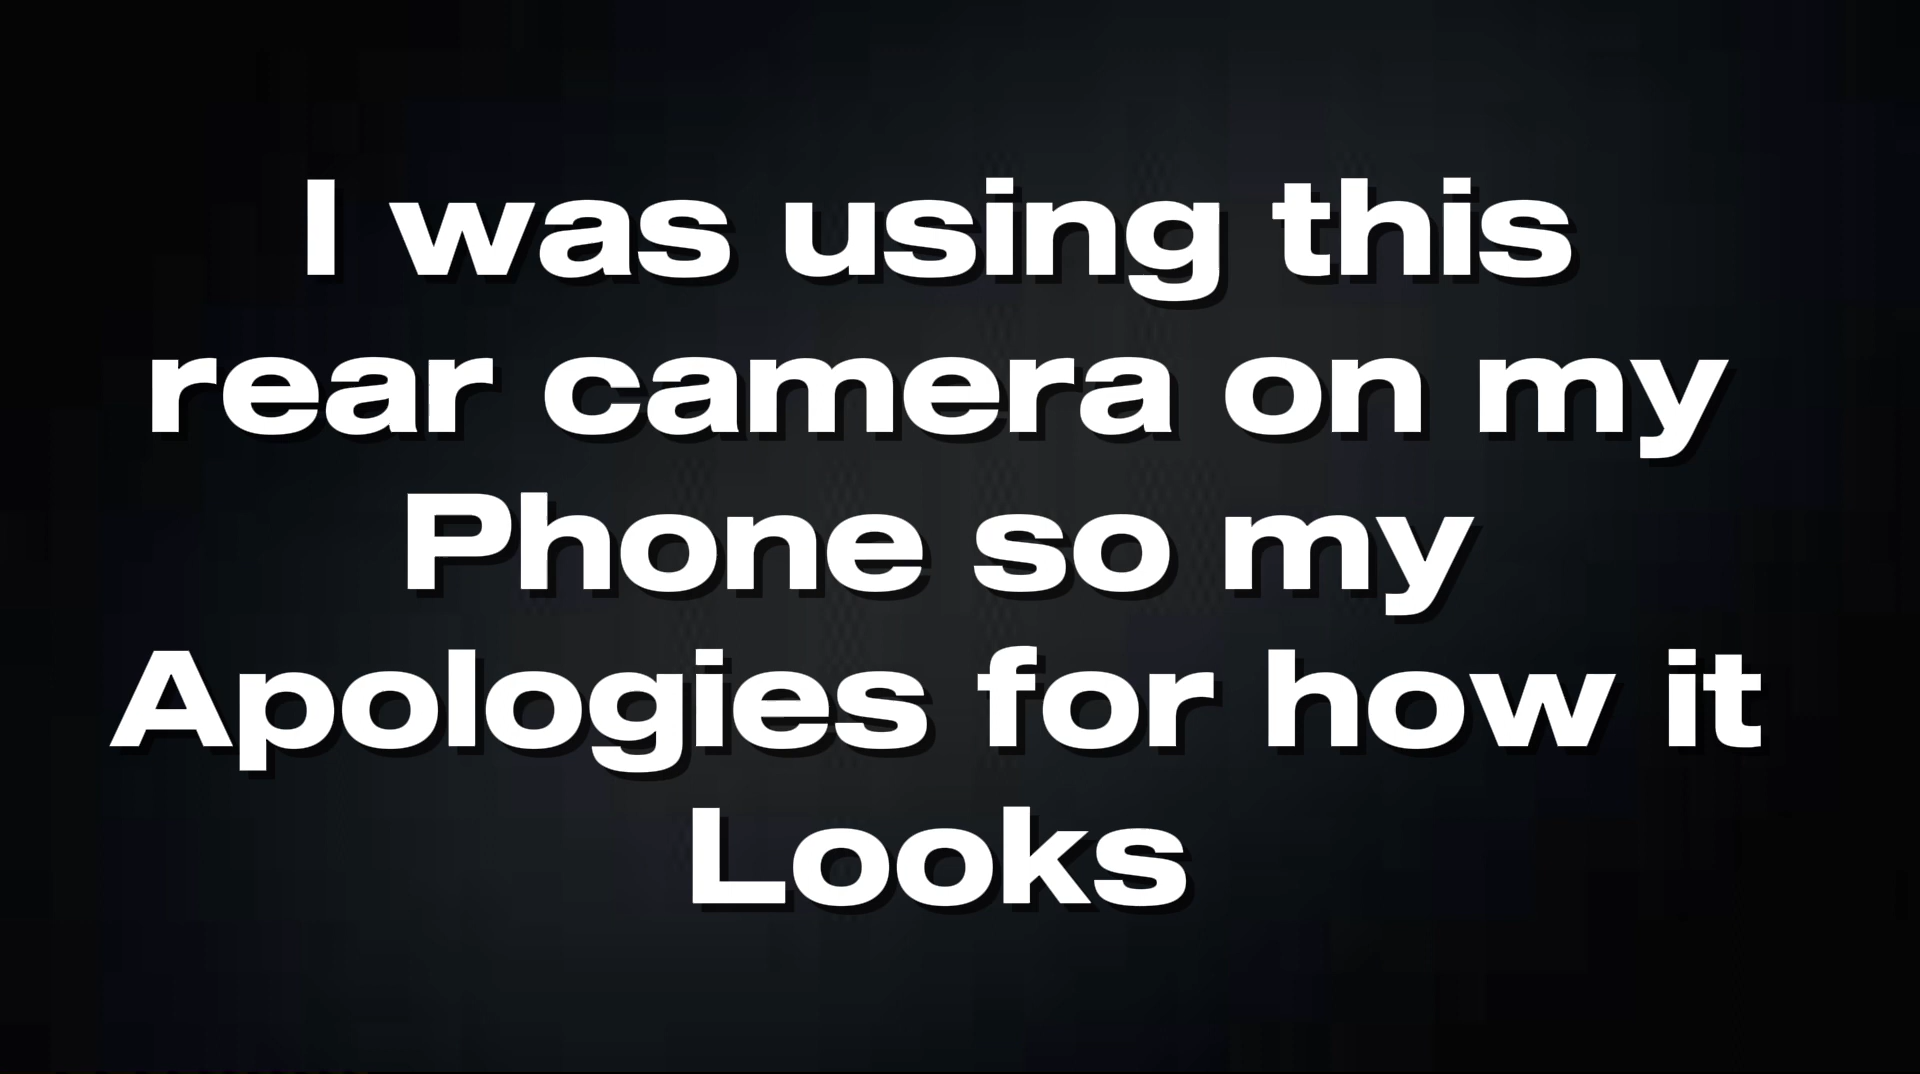 I was using this
rear camera on my
Phone so my
Apologies for how it
Looks